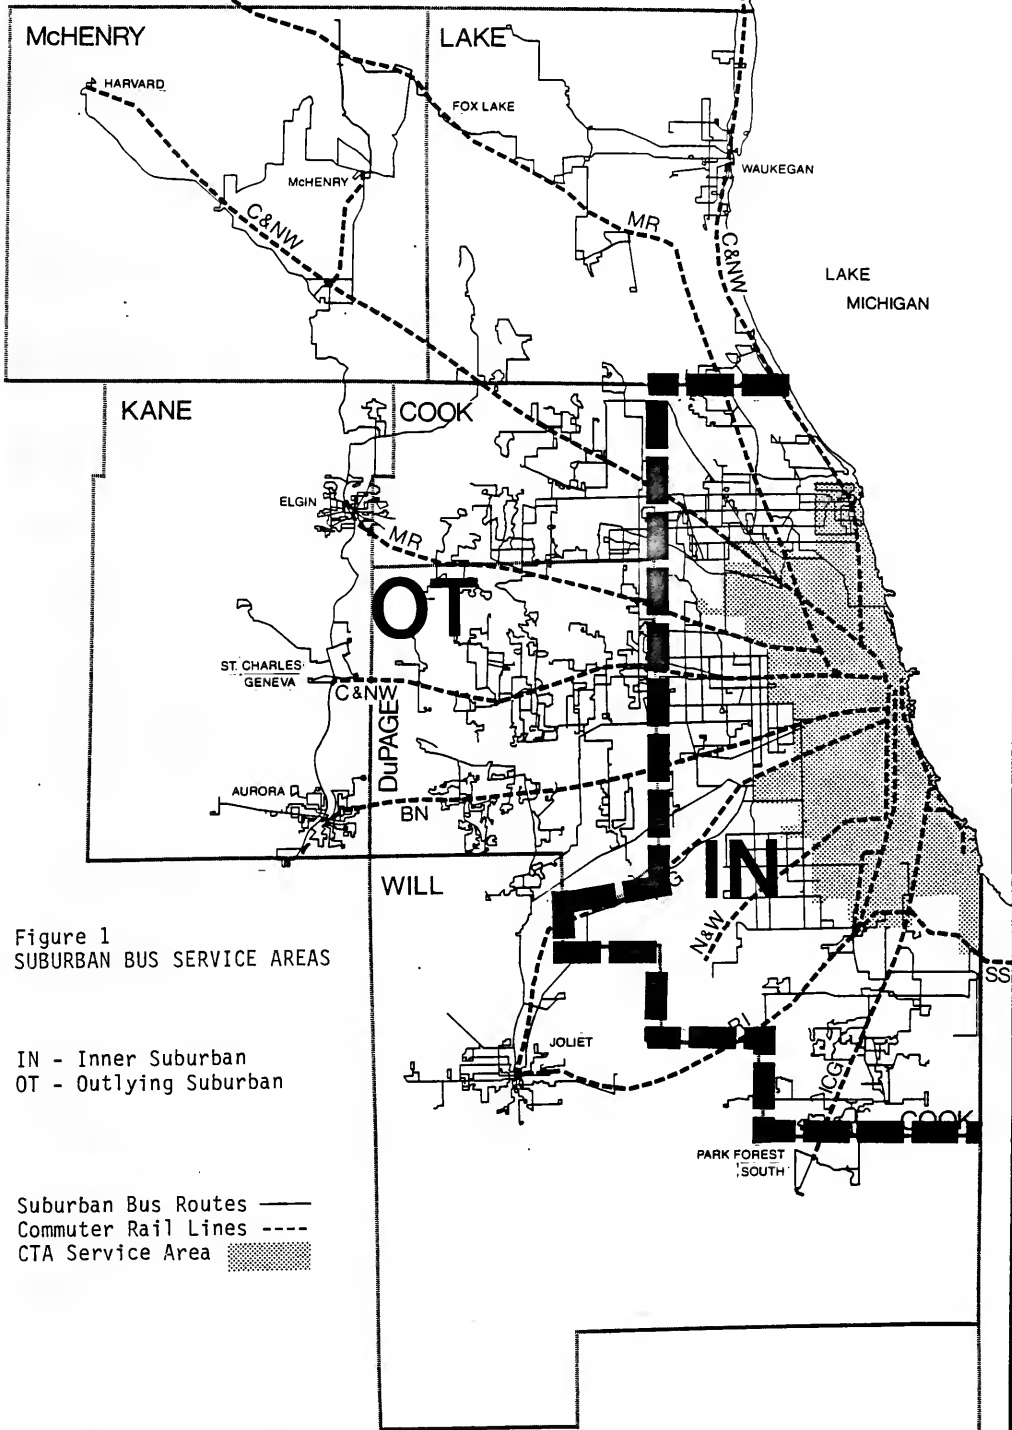 McHENRY
LAKE
HARVARD
FOX LAKE
McHENRY
WAUKEGAN
C&NW
MR
C&NW
LAKE
MICHIGAN
KANE
COOK
ELGIN
MR
OT
ST. CHARLES
GENEVA
C&NW
DuPAGE
AURORA
BN
IN
WILL
G
N&W
Figure 1
SUBURBAN BUS SERVICE AREAS
SS
RI
JOLIET
IN - Inner Suburban
OT - Outlying Suburban
ICG
COOK
PARK FOREST
SOUTH
Suburban Bus Routes
Commuter Rail Lines
CTA Service Area